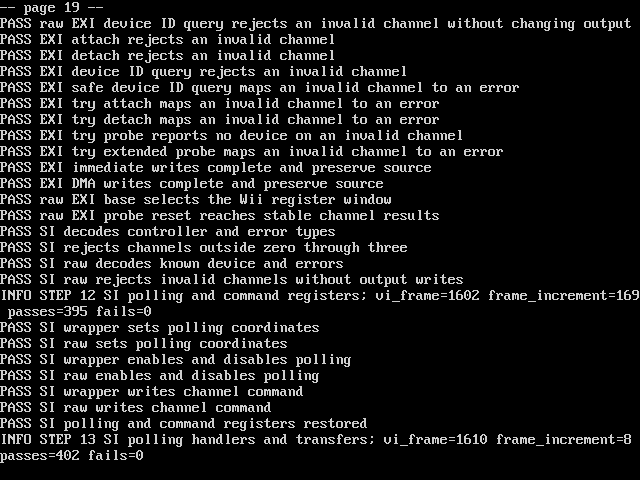 -- page 19 --
PASS raw EXI device ID query rejects an invalid channel without changing output
PASS EXI attach rejects an invalid channel
PASS EXI detach rejects an invalid channel
PASS EXI device ID query rejects an invalid channel
PASS EXI safe device ID query maps an invalid channel to an error
PASS EXI try attach maps an invalid channel to an error
PASS EXI try detach maps an invalid channel to an error
PASS EXI try probe reports no device on an invalid channel
PASS EXI try extended probe maps an invalid channel to an error
PASS EXI immediate writes complete and preserve source
PASS EXI DMA writes complete and preserve source
PASS raw EXI base selects the Wii register window
PASS raw EXI probe reset reaches stable channel results
PASS SI decodes controller and error types
PASS SI rejects channels outside zero through three
PASS SI raw decodes known device and errors
PASS SI raw rejects invalid channels without output writes
INFO STEP 12 SI polling and command registers; vi_frame=1602 frame_increment=169
 passes=395 fails=0
PASS SI wrapper sets polling coordinates
PASS SI raw sets polling coordinates
PASS SI wrapper enables and disables polling
PASS SI raw enables and disables polling
PASS SI wrapper writes channel command
PASS SI raw writes channel command
PASS SI polling and command registers restored
INFO STEP 13 SI polling handlers and transfers; vi_frame=1610 frame_increment=8
passes=402 fails=0